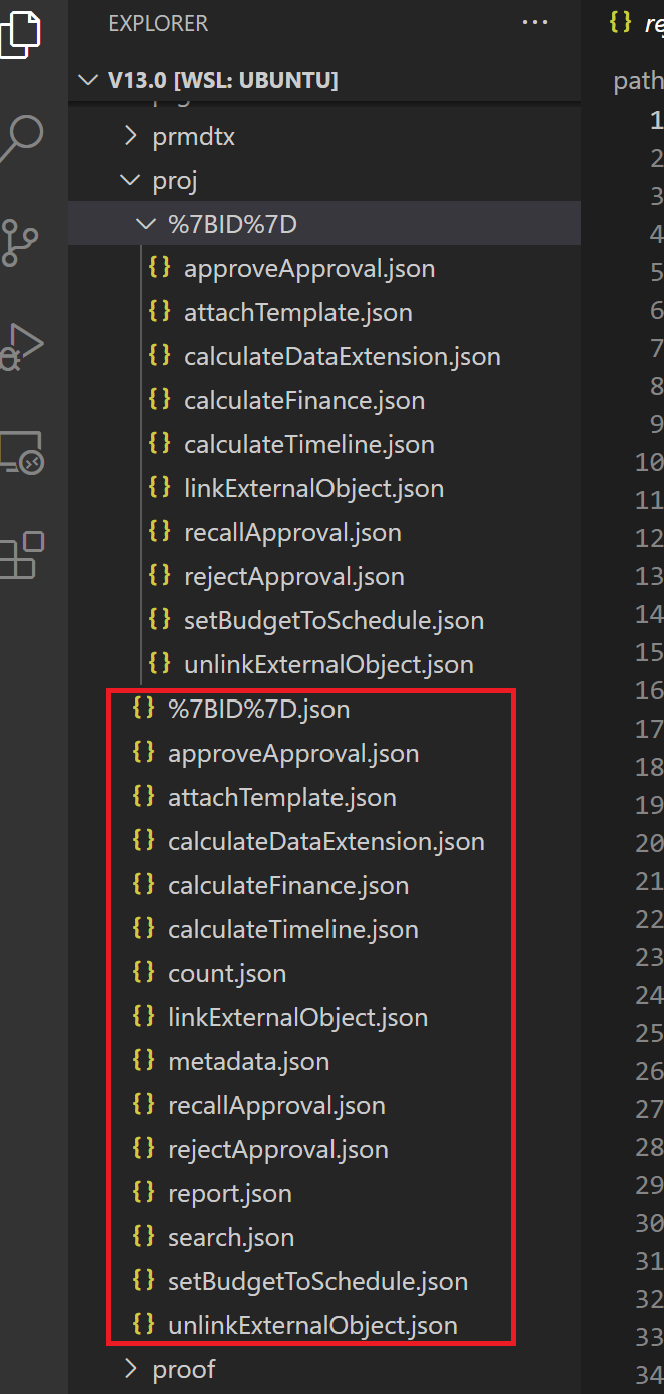 EXPLORER
...
{} re
V13.0 [WSL: UBUNTU]
path
prmdtx
proj
%7BID%7D
{} approveApproval.json
{} attachTemplate.json
{} calculateDataExtension.json
{} calculateFinance.json
{} calculateTimeline.json
{} linkExternalObject.json
{} recallApproval.json
{} rejectApproval.json
{} setBudgetToSchedule.json
{} unlinkExternalObject.json
{} %7BID%7D.json
{} approveApproval.json
{} attachTemplate.json
{} calculateDataExtension.json
{} calculateFinance.json
{} calculateTimeline.json
{} count.json
{} linkExternalObject.json
{} metadata.json
{} recallApproval.json
{} rejectApproval.json
{} report.json
{} search.json
{} setBudgetToSchedule.json
{} unlinkExternalObject.json
proof
1
2
3
4
5
6
7
8
9
10
11
12
13
14
15
16
17
18
19
20
21
22
23
24
25
26
27
28
29
30
31
32
33
34